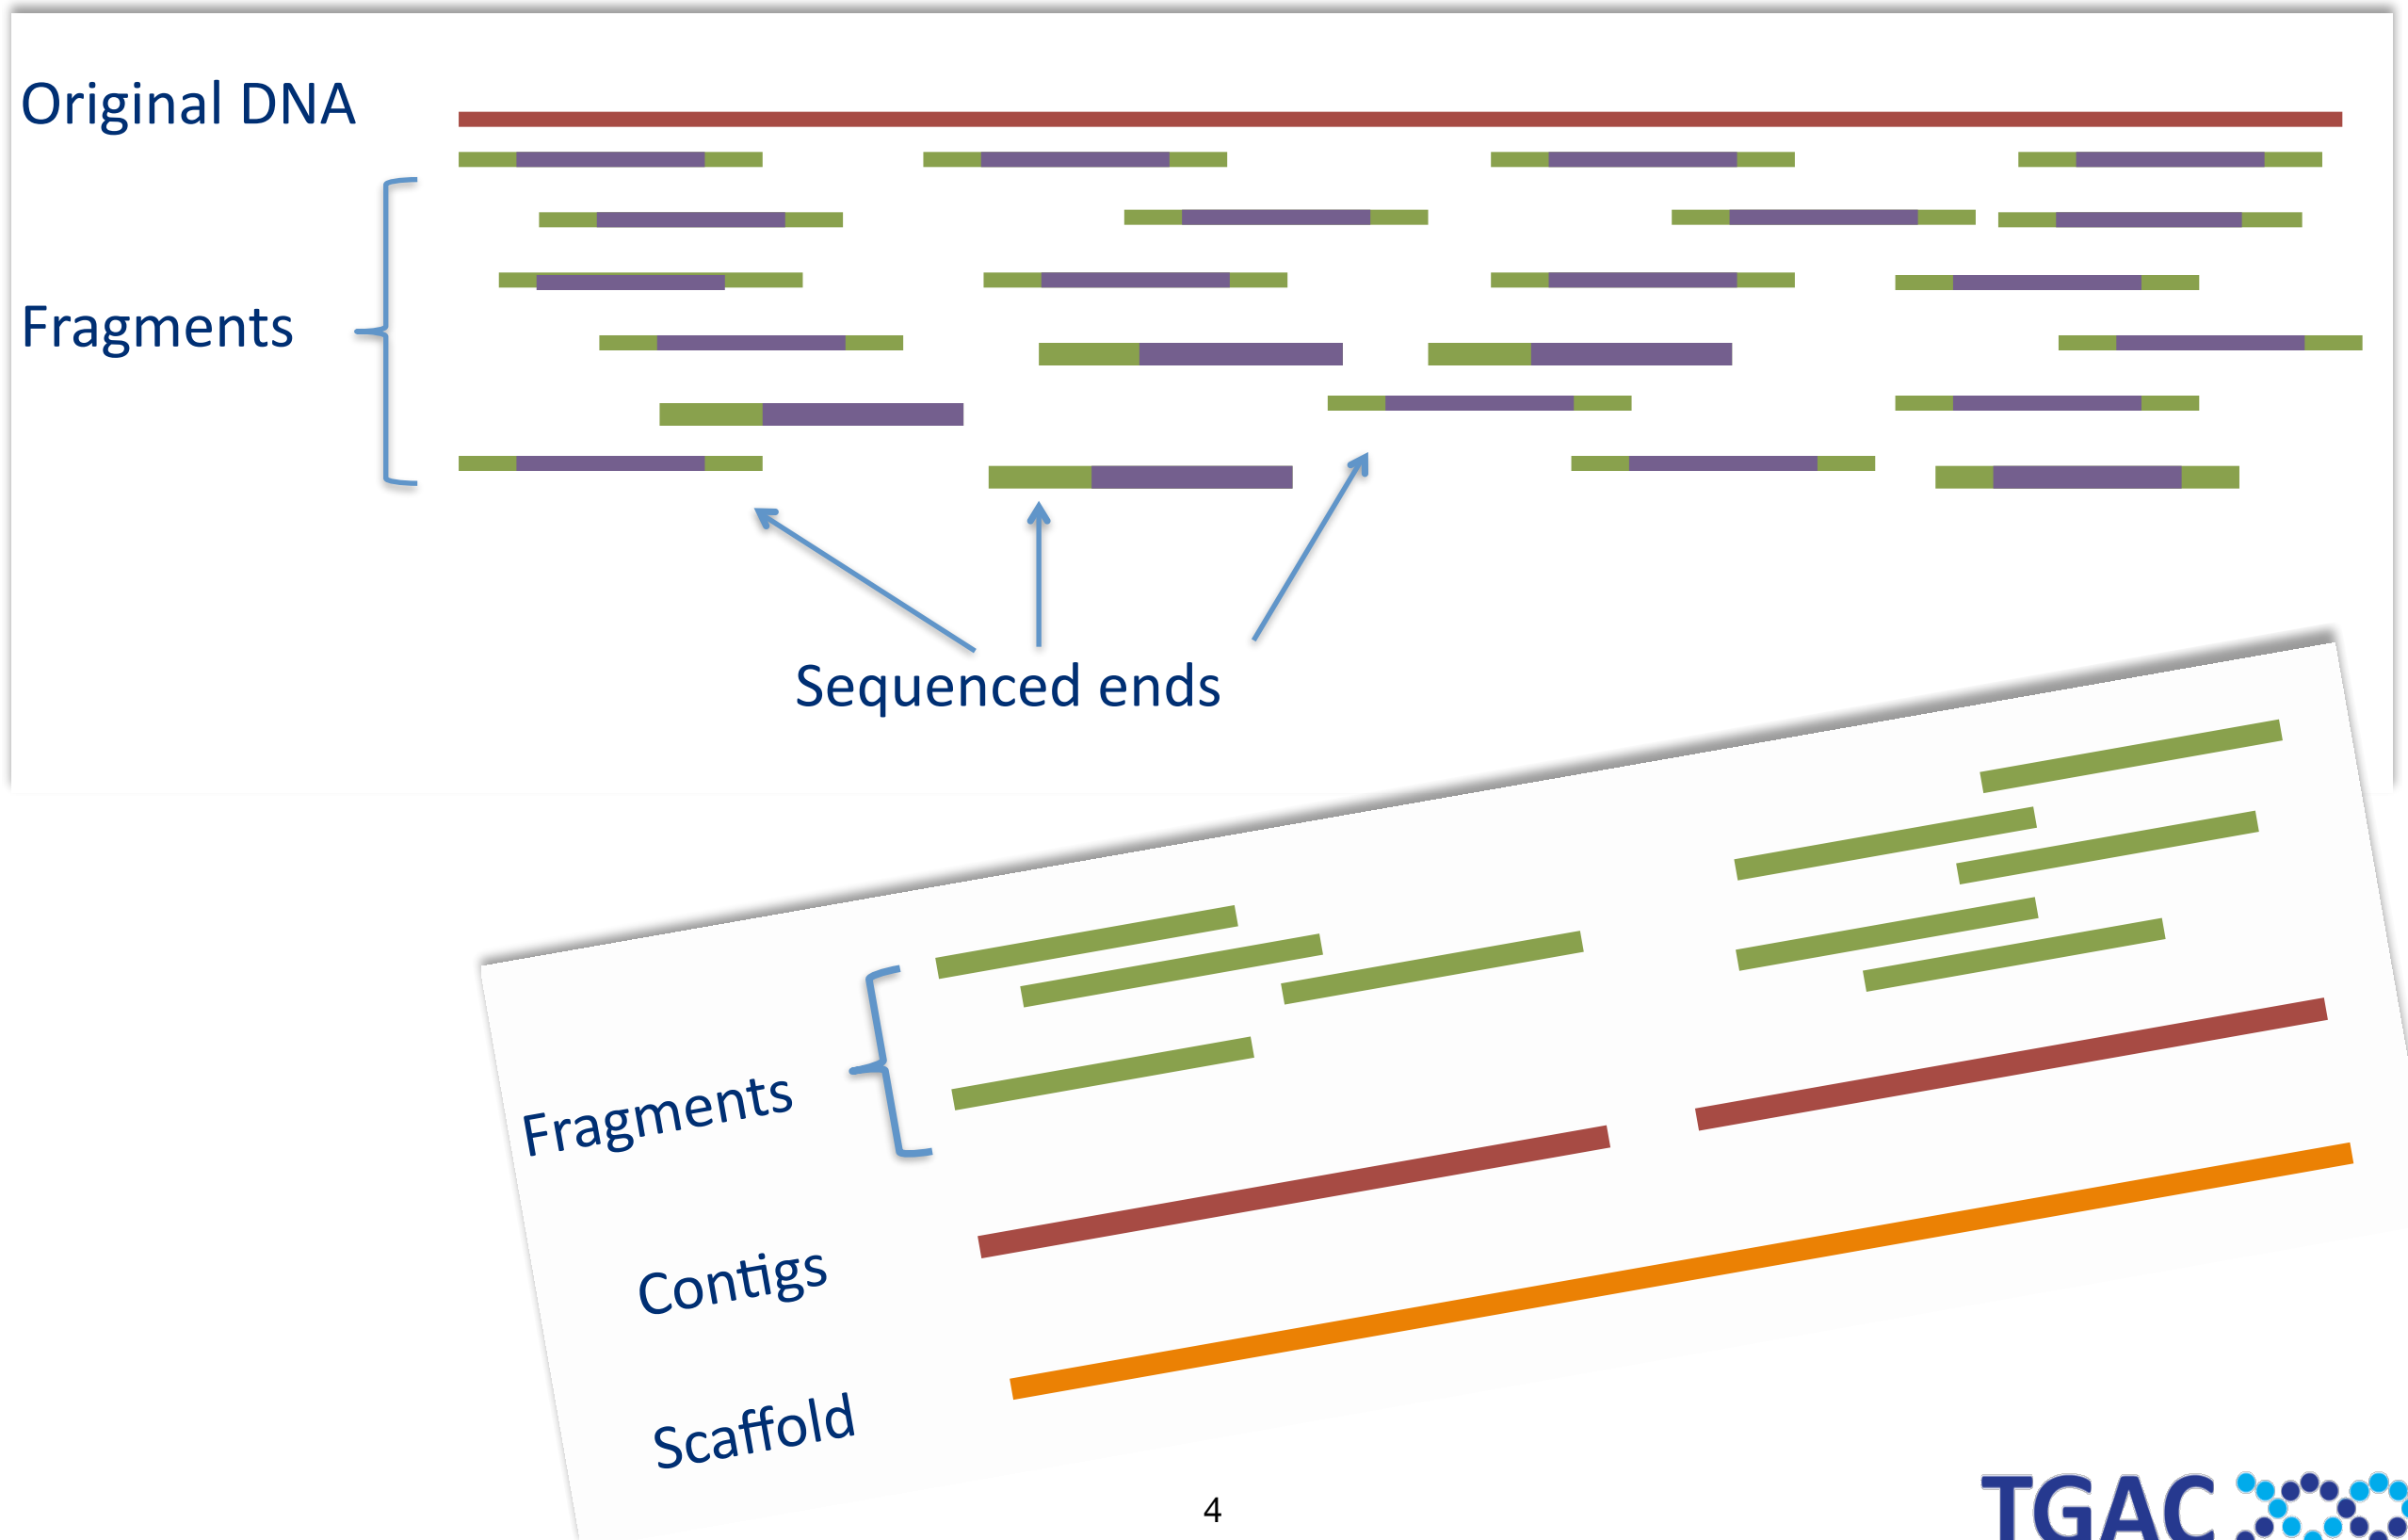 Original DNA
Fragments
Sequenced ends
Fragments
Contigs
Scaffold
4
TGAC